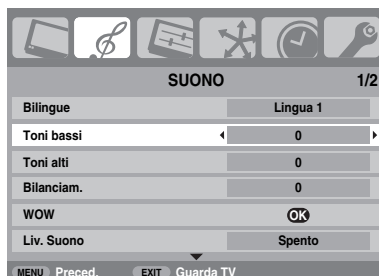 SUONO 1/2
Bilingue Lingua 1
Toni bassi 0
Toni alti 0
Bilanciam. 0
WOW OK
Liv. Suono Spento
MENU Preced. EXIT Guarda TV